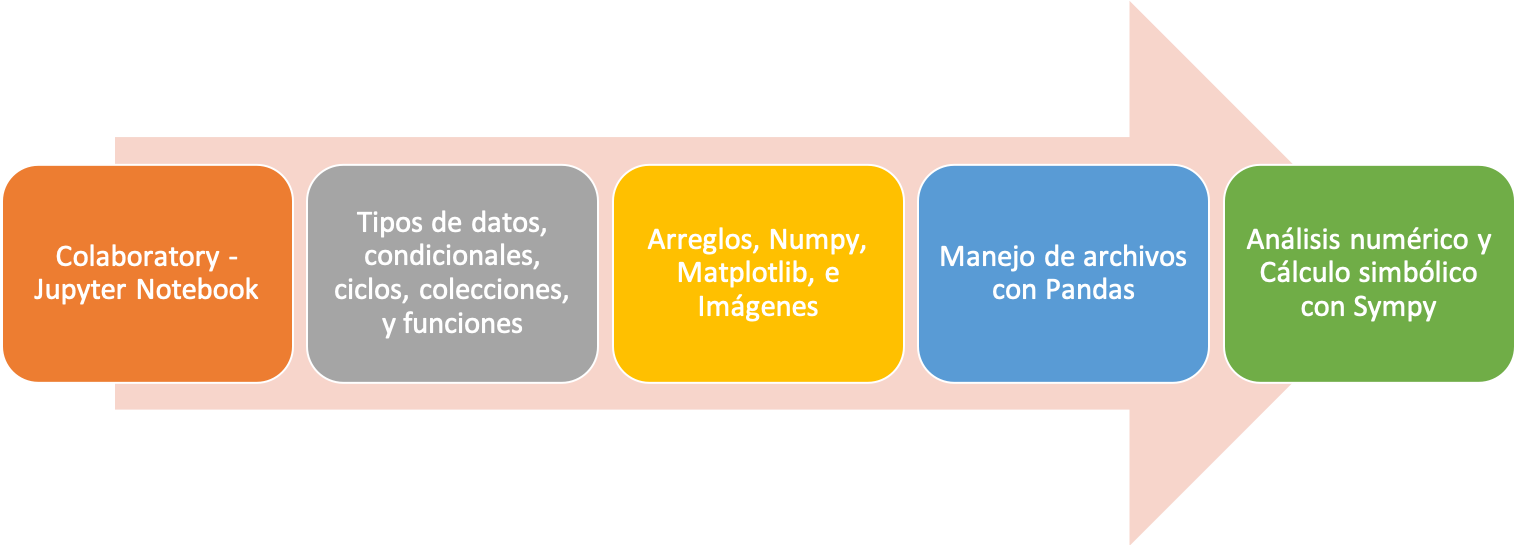 Colaboratory -
Jupyter Notebook
Tipos de datos,
condicionales,
ciclos, colecciones,
y funciones
Arreglos, Numpy,
Matplotlib, e
Imágenes
Manejo de archivos
con Pandas
Análisis numérico y
Cálculo simbólico
con Sympy